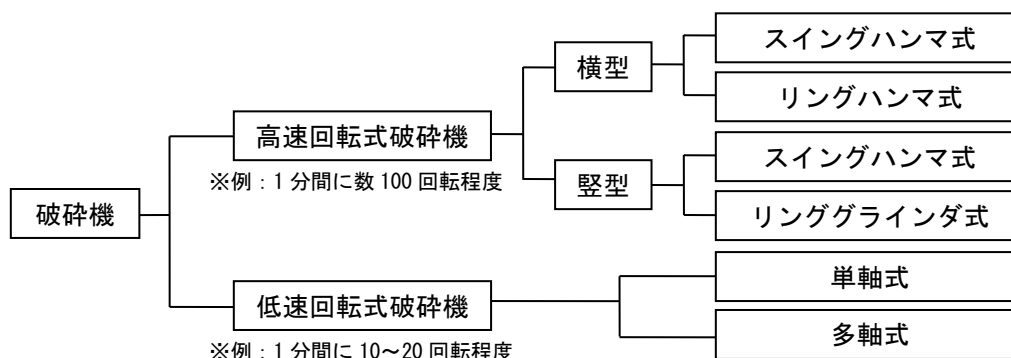 破砕機
高速回転式破砕機
※例：1分間に数100回転程度
横型
スイングハンマ式
リングハンマ式
竪型
スイングハンマ式
リンググラインダ式
低速回転式破砕機
※例：1分間に10～20回転程度
単軸式
多軸式